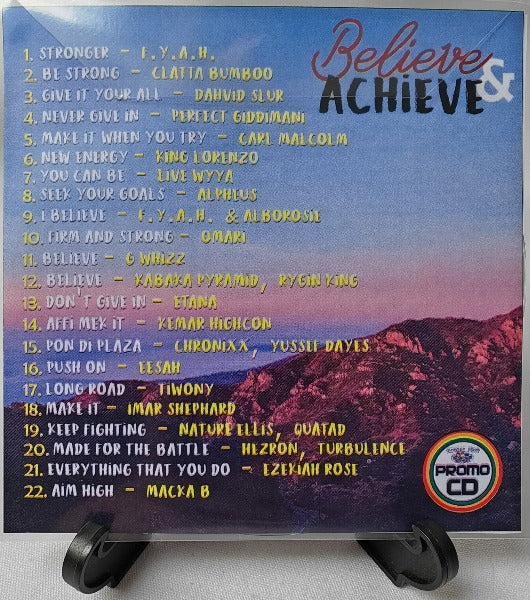 Believe
&
ACHiEVE
1. STRONGER - F.Y.A.H.
2. BE STRONG - CLATTA BUMBOO
3. GIVE IT YOUR ALL - DAHVID SLUR
4. NEVER GIVE IN - PERFECT GIDDIMANI
5. MAKE IT WHEN YOU TRY - CARL MALCOLM
6. NEW ENERGY - KING LORENZO
7. YOU CAN BE - LIVE WYYA
8. SEEK YOUR GOALS - ALPHEUS
9. I BELIEVE - F.Y.A.H. & ALBOROSIE
10. FIRM AND STRONG - OMARI
11. BELIEVE - G WHIZZ
12. BELIEVE - KABAKA PYRAMID, RYGIN KING
13. DON'T GIVE IN - ETANA
14. AFFI MEK IT - KEMAR HIGHCON
15. PON DI PLAZA - CHRONIXX, YUSSEF DAYES
16. PUSH ON - EESAH
17. LONG ROAD - TIWONY
18. MAKE IT - IMAR SHEPHARD
19. KEEP FIGHTING - NATURE ELLIS, QUATAD
20. MADE FOR THE BATTLE - HEZRON, TURBULENCE
21. EVERYTHING THAT YOU DO - EZEKIAH ROSE
22. AIM HIGH - MACKA B
PROMO
CD